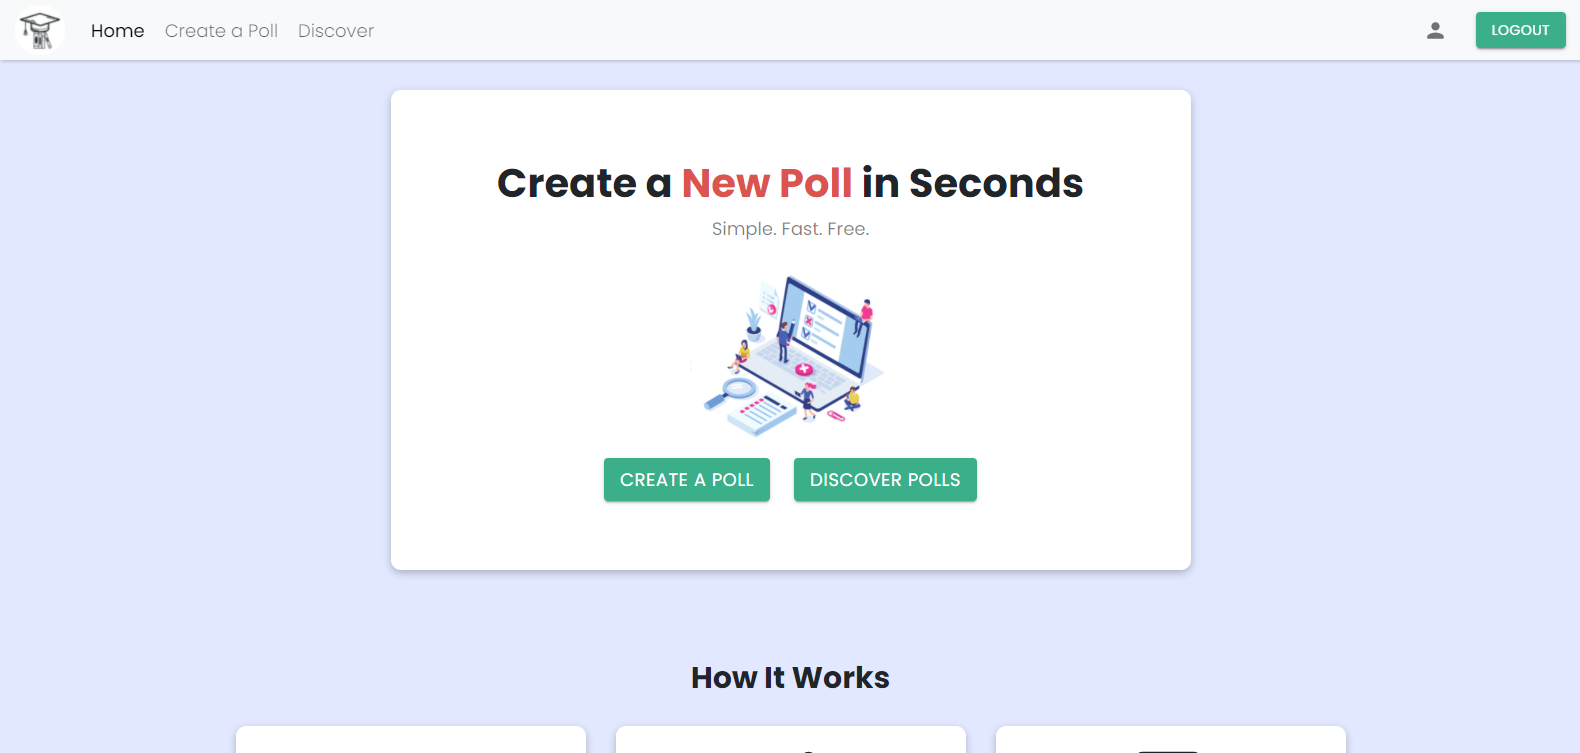 Home Create a Poll Discover LOGOUT
Create a New Poll in Seconds
Simple. Fast. Free.
CREATE A POLL DISCOVER POLLS
How It Works